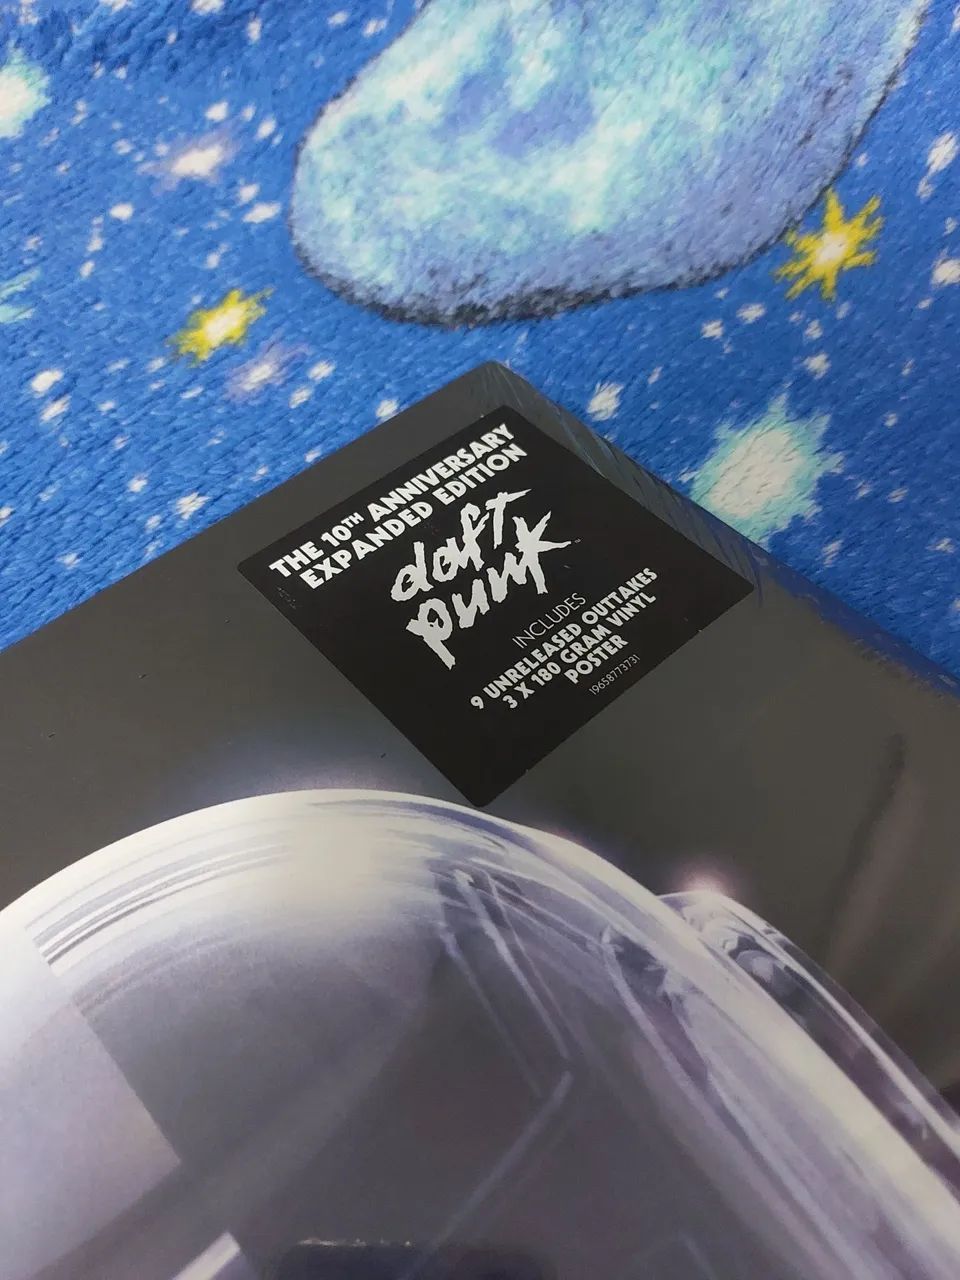 THE 10TH ANNIVERSARY
EXPANDED EDITION
daft
punk
INCLUDES
9 UNRELEASED OUTTAKES
3 X 180 GRAM VINYL
POSTER
19658773731